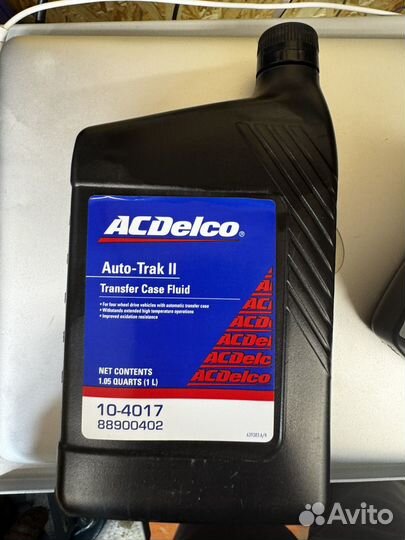 ACDelco®
Auto-Trak II
Transfer Case Fluid
• For four wheel drive vehicles with automatic transfer case
• Withstands extended high temperature operations
• Improved oxidation resistance
ACDelco
ACDelco
ACDelco
ACDelco
NET CONTENTS
1.05 QUARTS (1 L)
10-4017
88900402
Avito